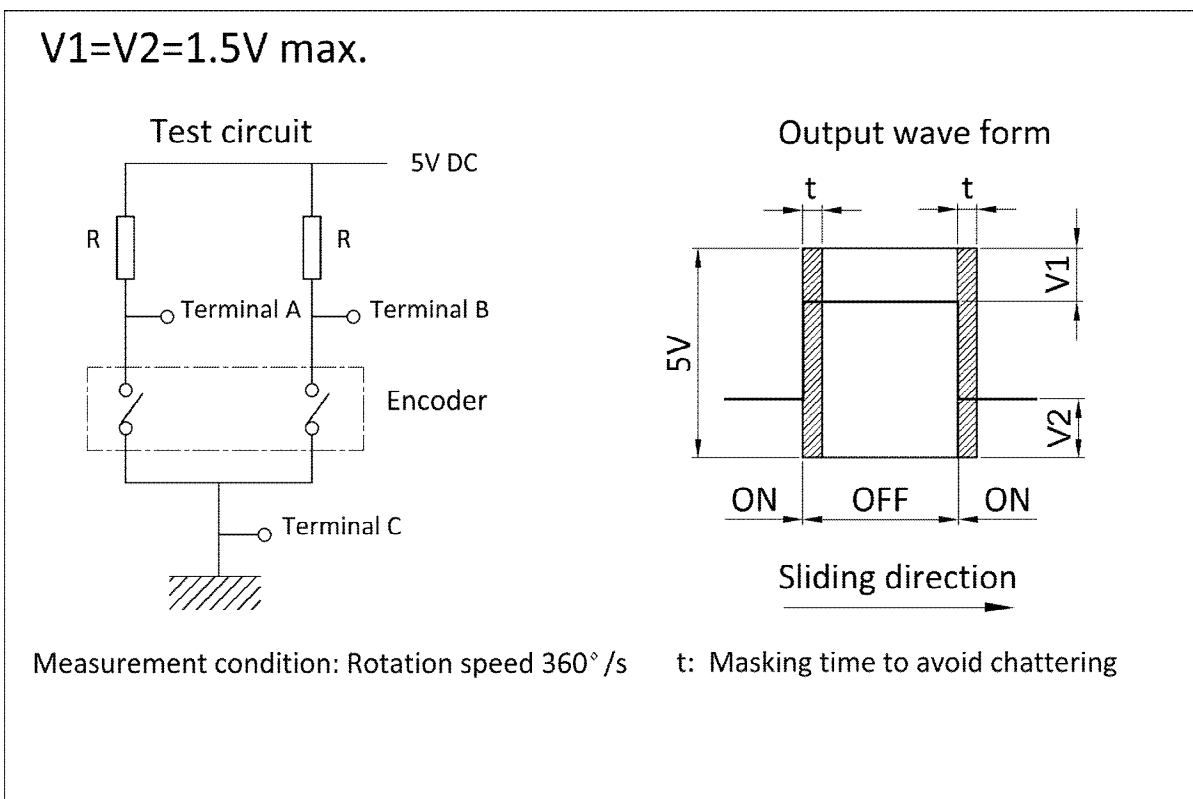 V1=V2=1.5V max.
Test circuit
5V DC
R
R
Terminal A
Terminal B
Encoder
Terminal C
Output wave form
t
t
V1
5V
V2
ON
OFF
ON
Sliding direction
Measurement condition: Rotation speed 360°/s
t: Masking time to avoid chattering